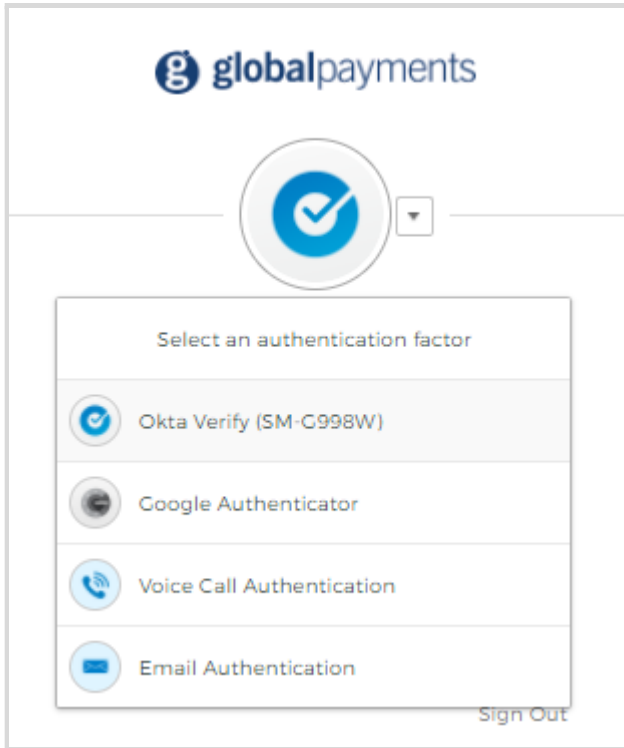 globalpayments
Select an authentication factor
Okta Verify (SM-G998W)
Google Authenticator
Voice Call Authentication
Email Authentication
Sign Out